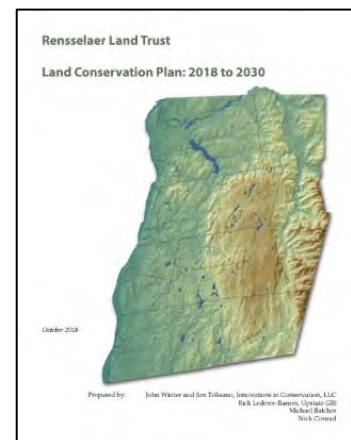 Rensselaer Land Trust
Land Conservation Plan: 2018 to 2030
October 2018
Prepared by: John Winter and Jim Tolisano, Innovations in Conservation, LLC
Rick Lederer-Barnes, Upstate GIS
Michael Batcher
Nick Conrad